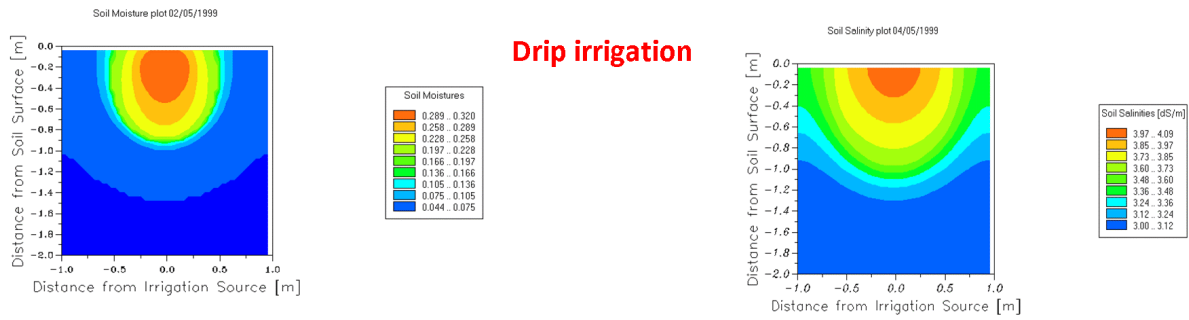 Soil Moisture plot 02/05/1999
0.0
-0.2
-0.4
-0.6
-0.8
-1.0
-1.2
-1.4
-1.6
-1.8
-2.0
Distance from Soil Surface [m]
-1.0 -0.5 0.0 0.5 1.0
Distance from Irrigation Source [m]
Soil Moistures
0.289 .. 0.320
0.258 .. 0.289
0.228 .. 0.258
0.197 .. 0.228
0.166 .. 0.197
0.136 .. 0.166
0.105 .. 0.136
0.075 .. 0.105
0.044 .. 0.075
Drip irrigation
Soil Salinity plot 04/05/1999
0.0
-0.2
-0.4
-0.6
-0.8
-1.0
-1.2
-1.4
-1.6
-1.8
-2.0
Distance from Soil Surface [m]
-1.0 -0.5 0.0 0.5 1.0
Distance from Irrigation Source [m]
Soil Salinities [dS/m]
3.97 .. 4.09
3.85 .. 3.97
3.73 .. 3.85
3.60 .. 3.73
3.48 .. 3.60
3.36 .. 3.48
3.24 .. 3.36
3.12 .. 3.24
3.00 .. 3.12